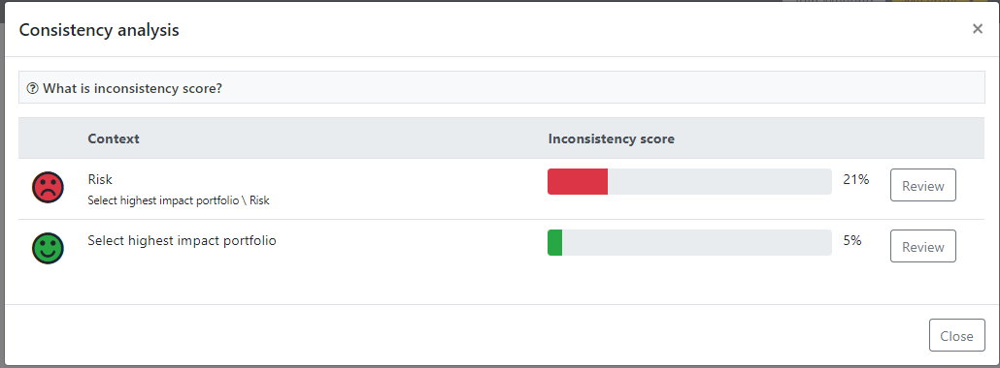 Consistency analysis
×
What is inconsistency score?
Context Inconsistency score
Risk 21% Review
Select highest impact portfolio \ Risk
Select highest impact portfolio 5% Review
Close